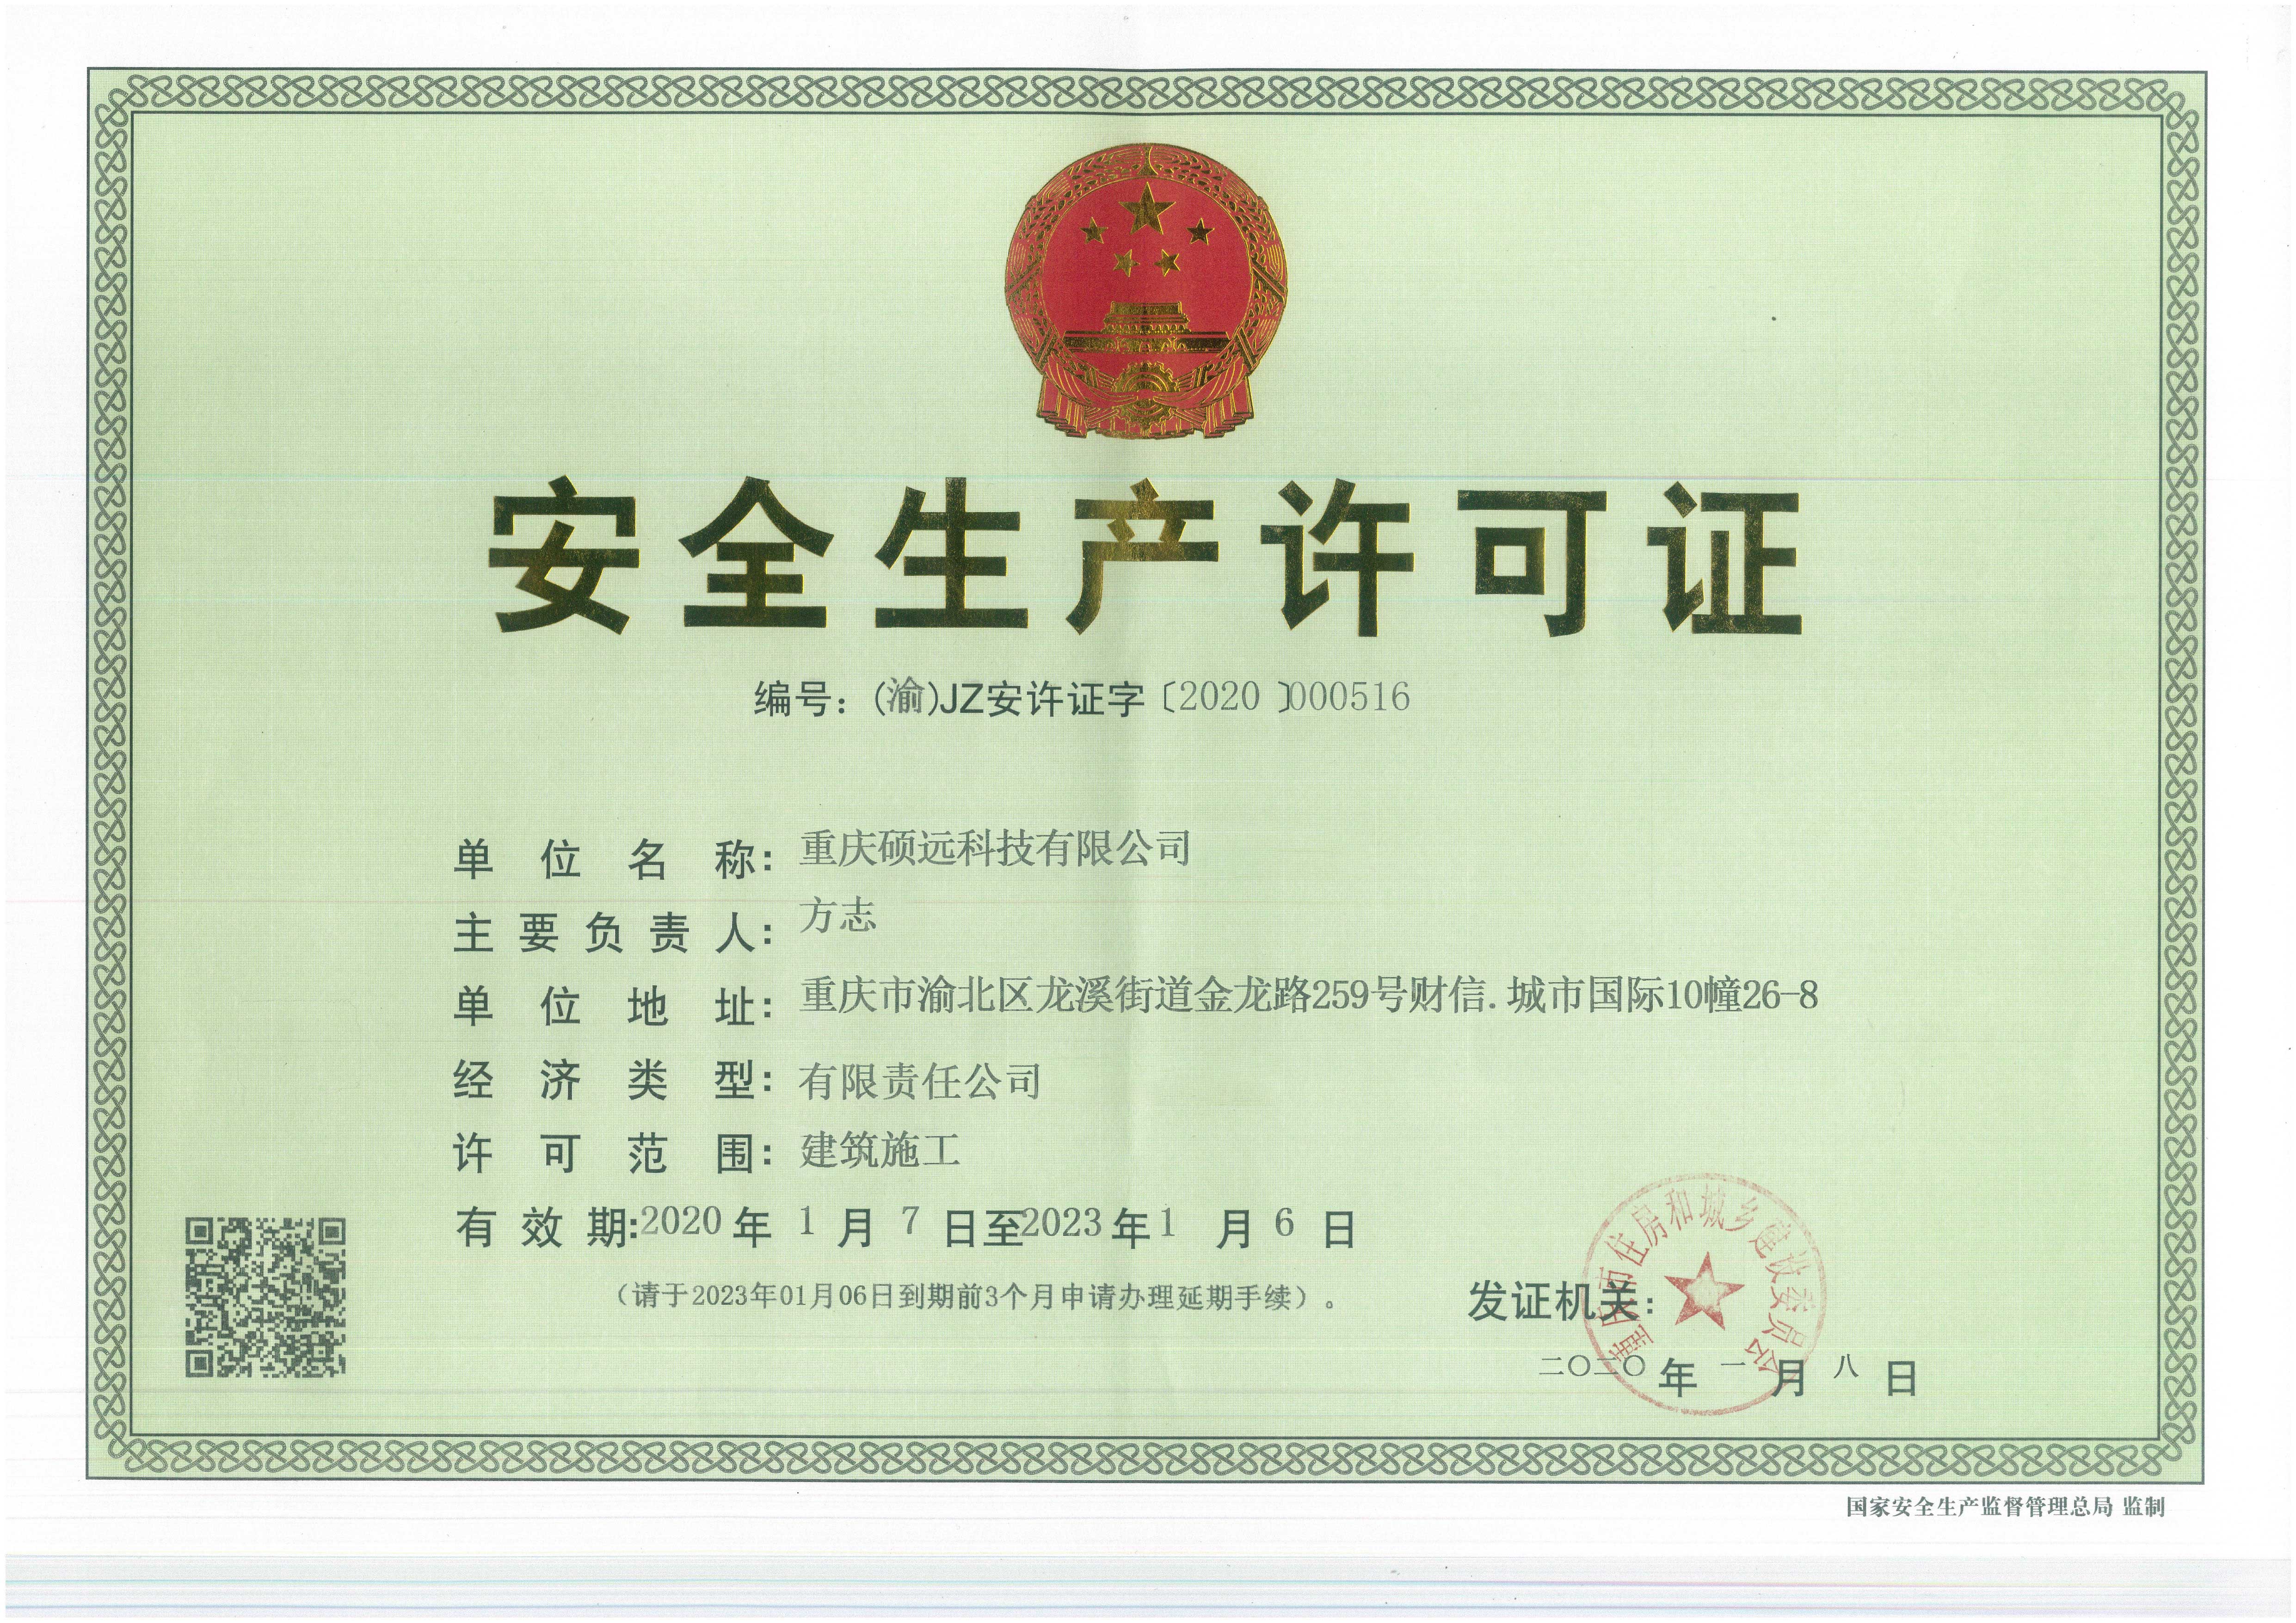 安全生产许可证
编号：(渝)JZ安许证字〔2020〕000516
单位名称：重庆硕远科技有限公司
主要负责人：方志
单位地址：重庆市渝北区龙溪街道金龙路259号财信.城市国际10幢26-8
经济类型：有限责任公司
许可范围：建筑施工
有效期:2020年1月7日至2023年1月6日
（请于2023年01月06日到期前3个月申请办理延期手续）。
重庆市住房和城乡建设委员会
发证机关：
二〇二〇年一月八日
国家安全生产监督管理总局 监制